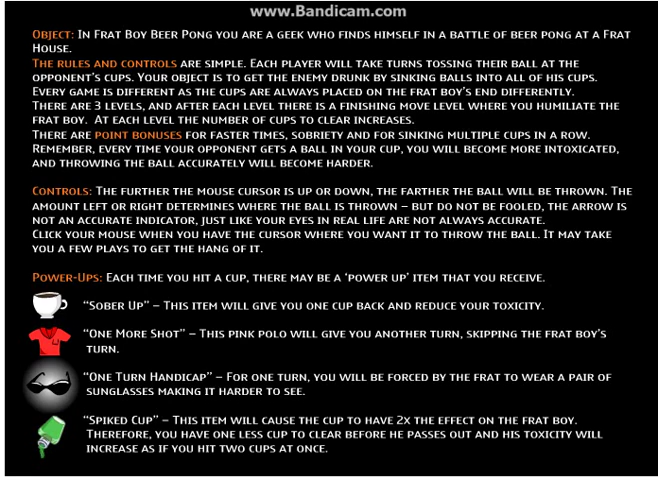 www.Bandicam.com
Object: In Frat Boy Beer Pong you are a geek who finds himself in a battle of beer pong at a Frat
House.
The rules and controls are simple. Each player will take turns tossing their ball at the
opponent's cups. Your object is to get the enemy drunk by sinking balls into all of his cups.
Every game is different as the cups are always placed on the frat boy's end differently.
There are 3 levels, and after each level there is a finishing move level where you humiliate the
frat boy. At each level the number of cups to clear increases.
There are point bonuses for faster times, sobriety and for sinking multiple cups in a row.
Remember, every time your opponent gets a ball in your cup, you will become more intoxicated,
and throwing the ball accurately will become harder.
Controls: The further the mouse cursor is up or down, the farther the ball will be thrown. The
amount left or right determines where the ball is thrown – but do not be fooled, the arrow is
not an accurate indicator, just like your eyes in real life are not always accurate.
Click your mouse when you have the cursor where you want it to throw the ball. It may take
you a few plays to get the hang of it.
Power-Ups: Each time you hit a cup, there may be a 'power up' item that you receive.
"Sober Up" – This item will give you one cup back and reduce your toxicity.
"One More Shot" – This pink polo will give you another turn, skipping the frat boy's
turn.
"One Turn Handicap" – For one turn, you will be forced by the frat to wear a pair of
sunglasses making it harder to see.
"Spiked Cup" – This item will cause the cup to have 2x the effect on the frat boy.
Therefore, you have one less cup to clear before he passes out and his toxicity will
increase as if you hit two cups at once.